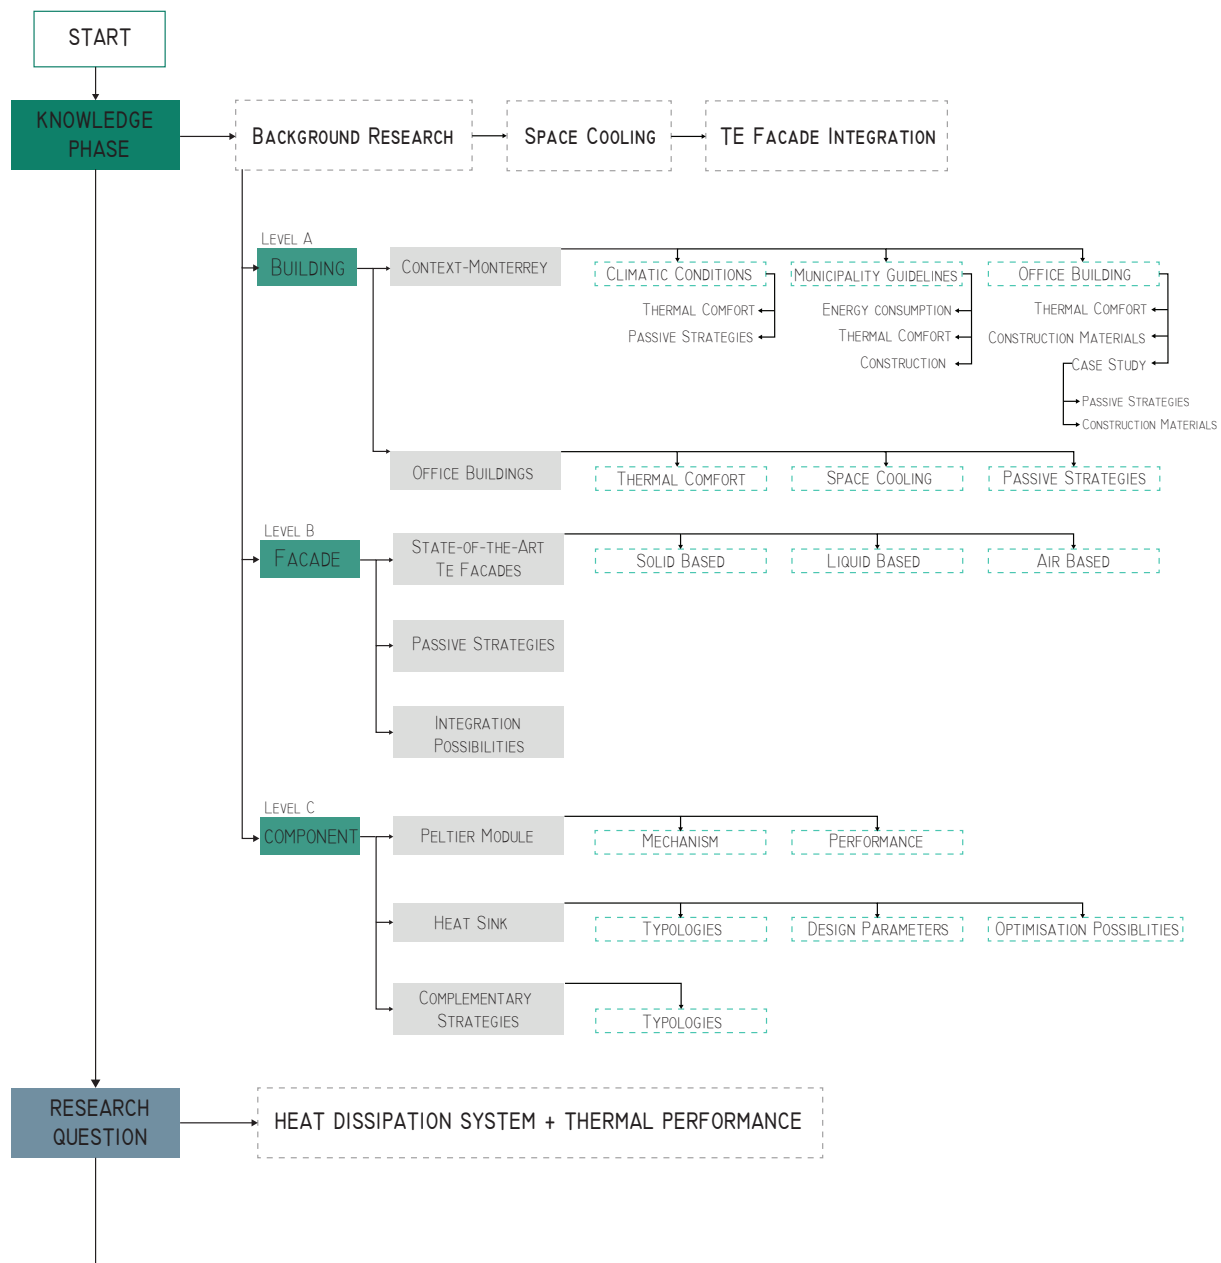 START
KNOWLEDGE
PHASE
BACKGROUND RESEARCH
SPACE COOLING
TE FACADE INTEGRATION
LEVEL A
BUILDING
CONTEXT-MONTERREY
CLIMATIC CONDITIONS
THERMAL COMFORT
PASSIVE STRATEGIES
MUNICIPALITY GUIDELINES
ENERGY CONSUMPTION
THERMAL COMFORT
CONSTRUCTION
OFFICE BUILDING
THERMAL COMFORT
CONSTRUCTION MATERIALS
CASE STUDY
PASSIVE STRATEGIES
CONSTRUCTION MATERIALS
OFFICE BUILDINGS
THERMAL COMFORT
SPACE COOLING
PASSIVE STRATEGIES
LEVEL B
FACADE
STATE-OF-THE-ART
TE FACADES
SOLID BASED
LIQUID BASED
AIR BASED
PASSIVE STRATEGIES
INTEGRATION
POSSIBILITIES
LEVEL C
COMPONENT
PELTIER MODULE
MECHANISM
PERFORMANCE
HEAT SINK
TYPOLOGIES
DESIGN PARAMETERS
OPTIMISATION POSSIBLITIES
COMPLEMENTARY
STRATEGIES
TYPOLOGIES
RESEARCH
QUESTION
HEAT DISSIPATION SYSTEM + THERMAL PERFORMANCE